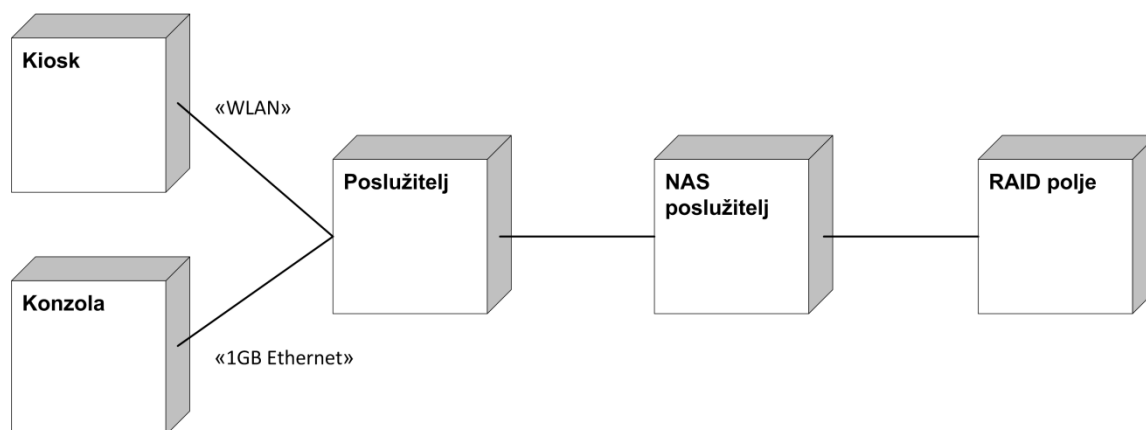 Kiosk
«WLAN»
Poslužitelj
NAS
poslužitelj
RAID polje
Konzola
«1GB Ethernet»